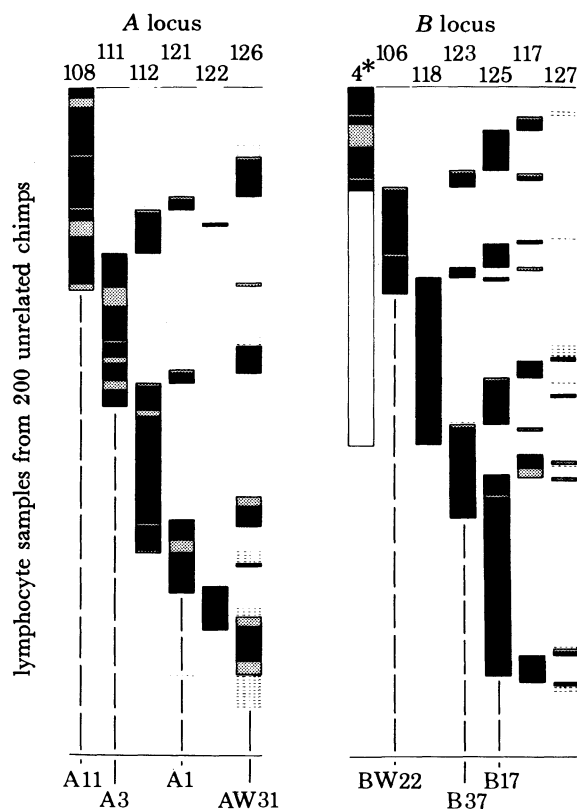 A locus B locus
111 121 126 106 123 117
108 112 122 4* 118 125 127
lymphocyte samples from 200 unrelated chimps
A11 A1 BW22 B17
A3 AW31 B37